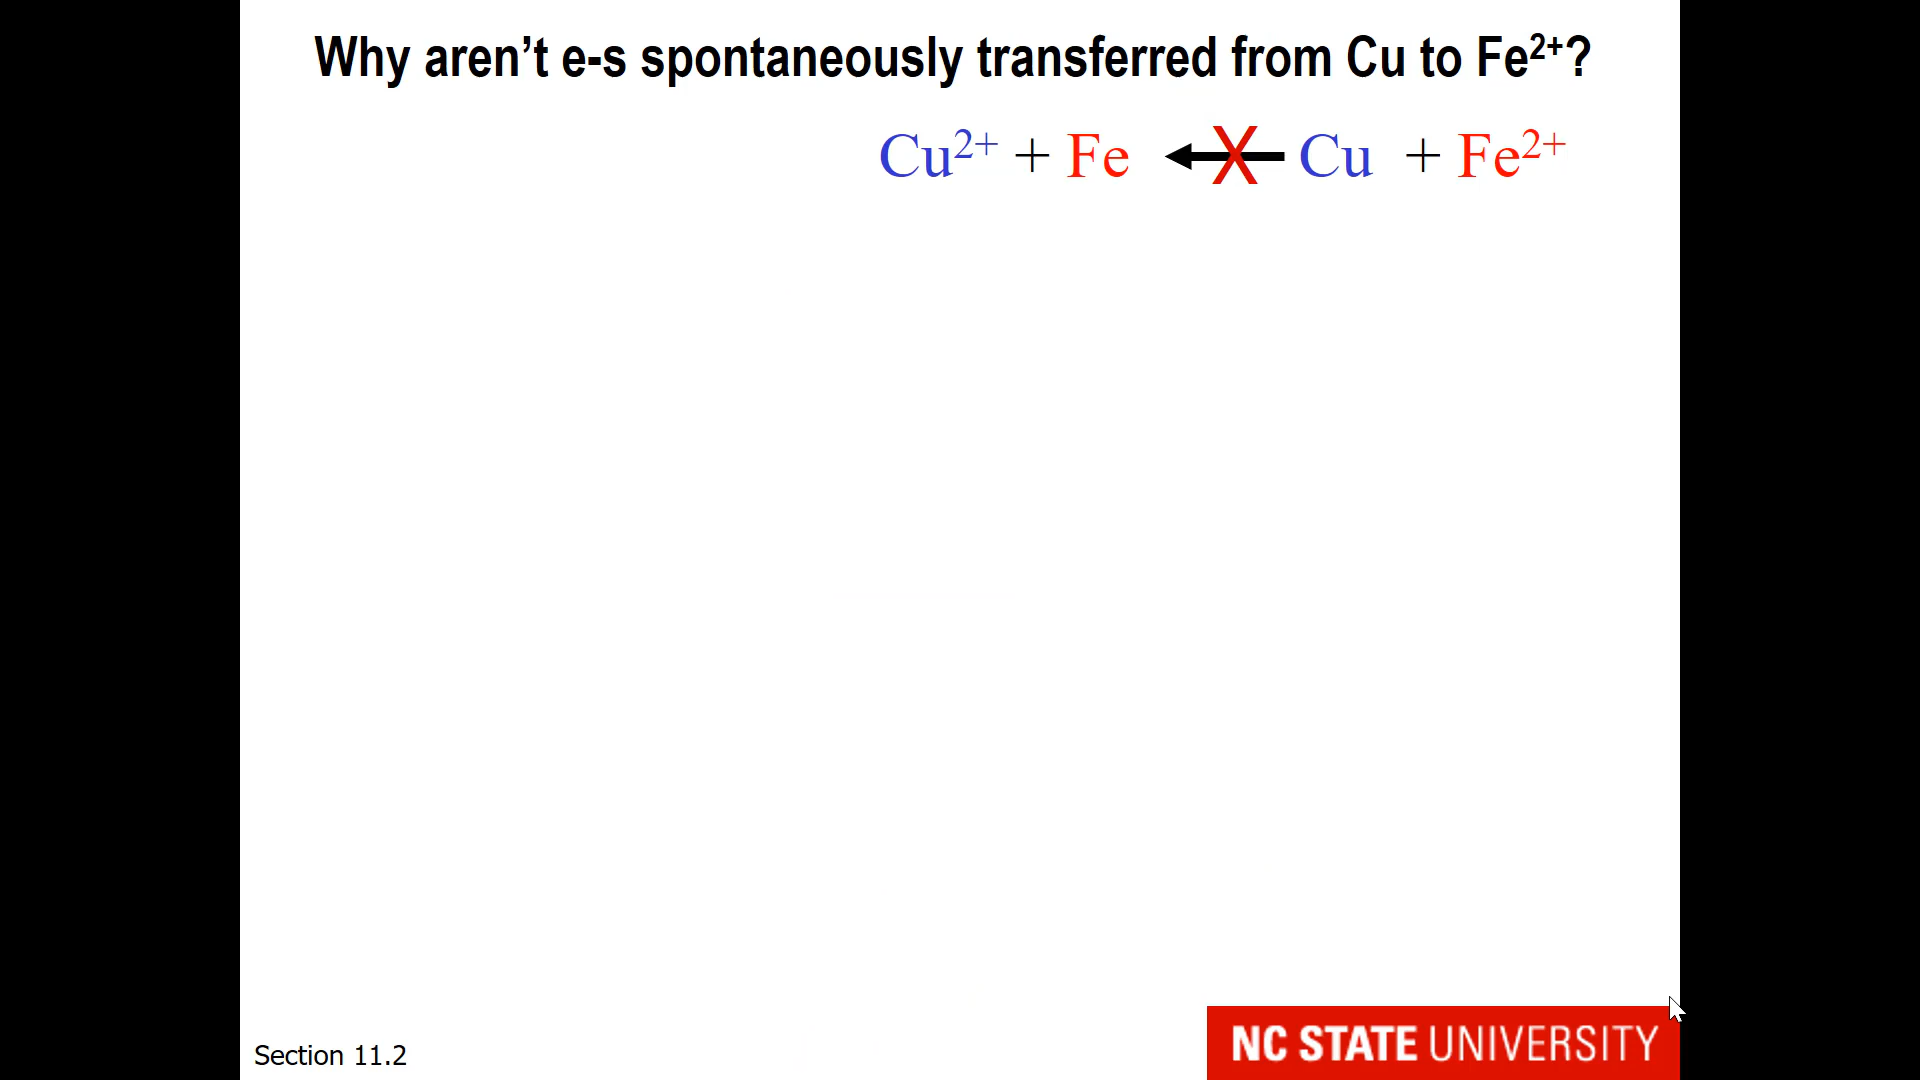 Why aren’t e-s spontaneously transferred from Cu to Fe²⁺?
Cu²⁺ + Fe ← X Cu + Fe²⁺
Section 11.2
NC STATE UNIVERSITY